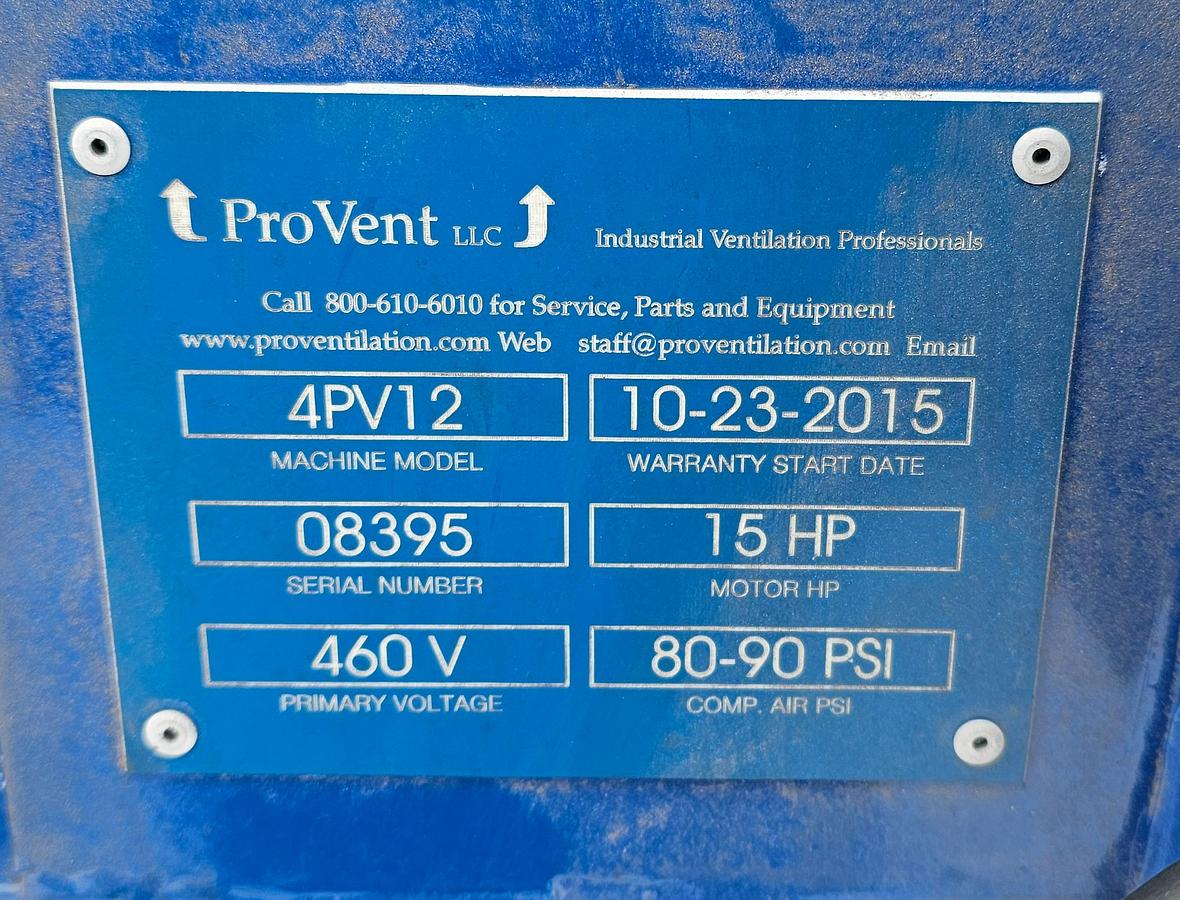 ProVent LLC Industrial Ventilation Professionals
Call 800-610-6010 for Service, Parts and Equipment
www.proventilation.com Web staff@proventilation.com Email
4PV12 10-23-2015
MACHINE MODEL WARRANTY START DATE
08395 15 HP
SERIAL NUMBER MOTOR HP
460 V 80-90 PSI
PRIMARY VOLTAGE COMP. AIR PSI